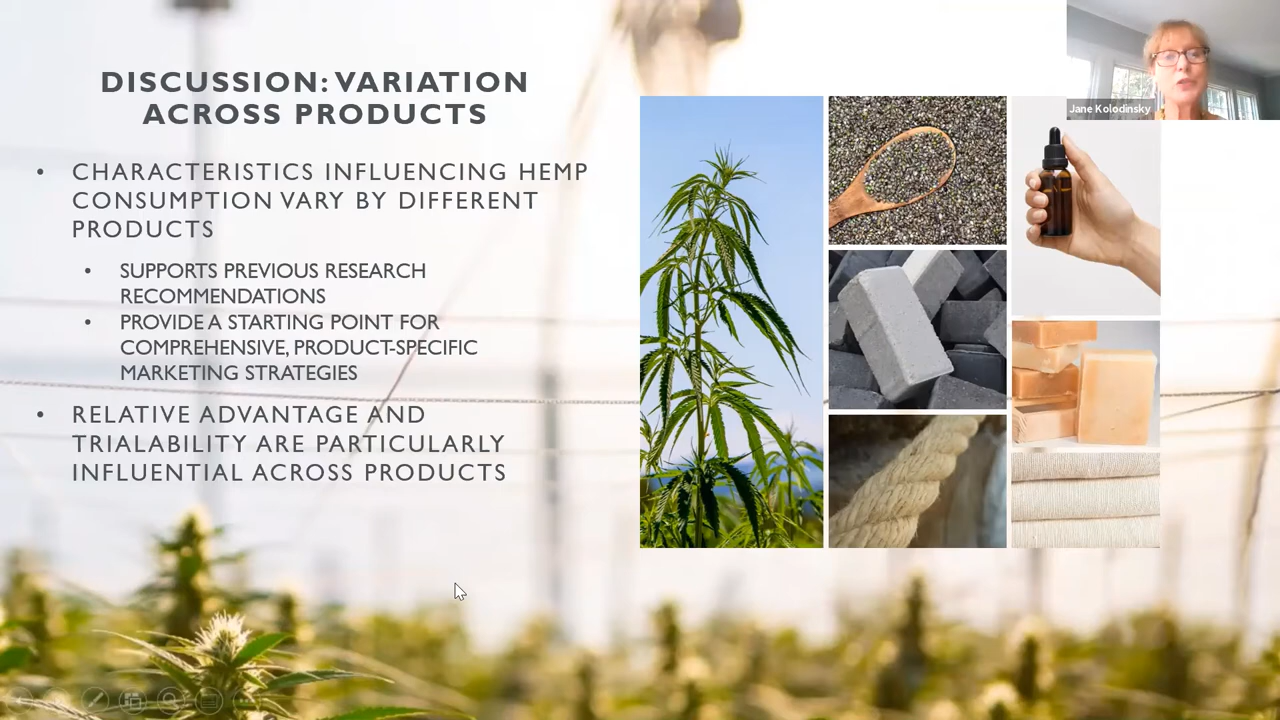 DISCUSSION: VARIATION
ACROSS PRODUCTS
• CHARACTERISTICS INFLUENCING HEMP
CONSUMPTION VARY BY DIFFERENT
PRODUCTS
• SUPPORTS PREVIOUS RESEARCH
RECOMMENDATIONS
• PROVIDE A STARTING POINT FOR
COMPREHENSIVE, PRODUCT-SPECIFIC
MARKETING STRATEGIES
• RELATIVE ADVANTAGE AND
TRIALABILITY ARE PARTICULARLY
INFLUENTIAL ACROSS PRODUCTS
Jane Kolodinsky